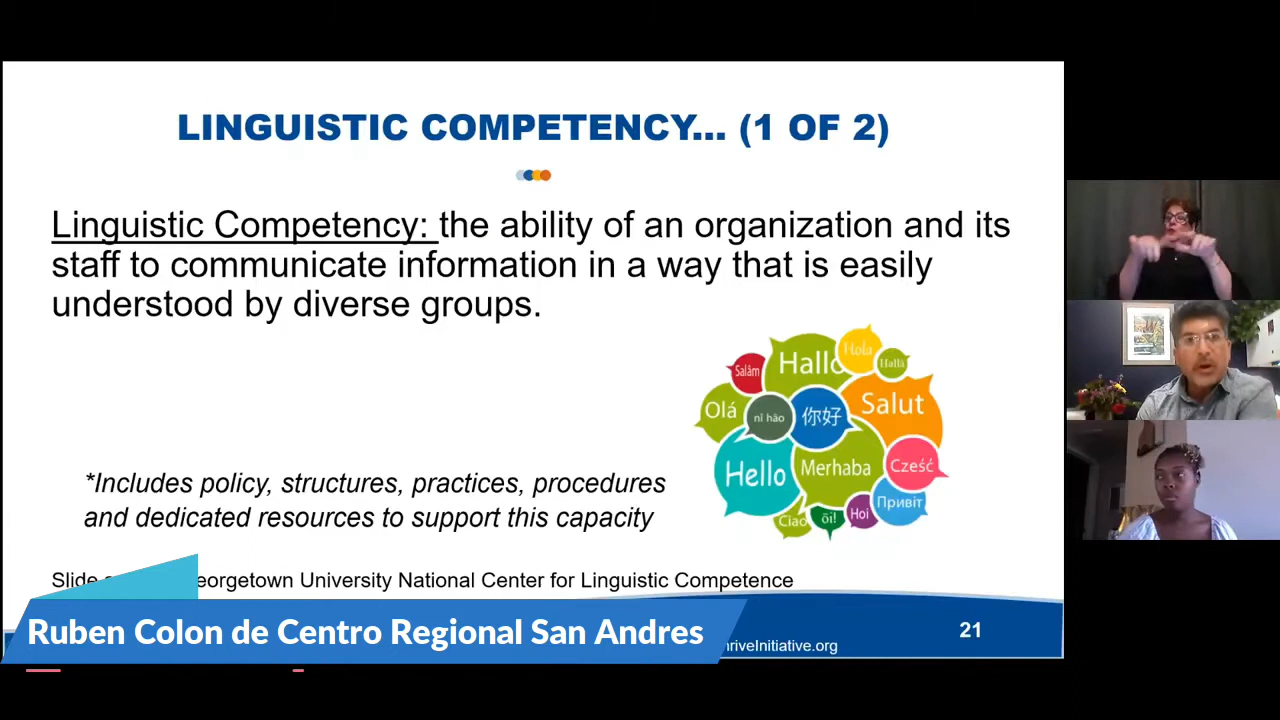 LINGUISTIC COMPETENCY... (1 OF 2)
Linguistic Competency: the ability of an organization and its
staff to communicate information in a way that is easily
understood by diverse groups.
Salâm
Hallo
Hola
Hallå
Olá
nǐ hǎo
你好
Salut
Hello
Merhaba
Cześć
Привіт
Ciao
õi!
Hoi
*Includes policy, structures, practices, procedures
and dedicated resources to support this capacity
Slide eorgetown University National Center for Linguistic Competence
Ruben Colon de Centro Regional San Andres
hriveInitiative.org
21